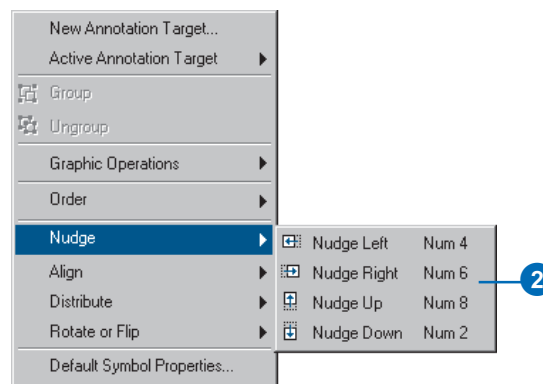 New Annotation Target...
Active Annotation Target
Group
Ungroup
Graphic Operations
Order
Nudge
Nudge Left Num 4
Nudge Right Num 6
Nudge Up Num 8
Nudge Down Num 2
2
Align
Distribute
Rotate or Flip
Default Symbol Properties...